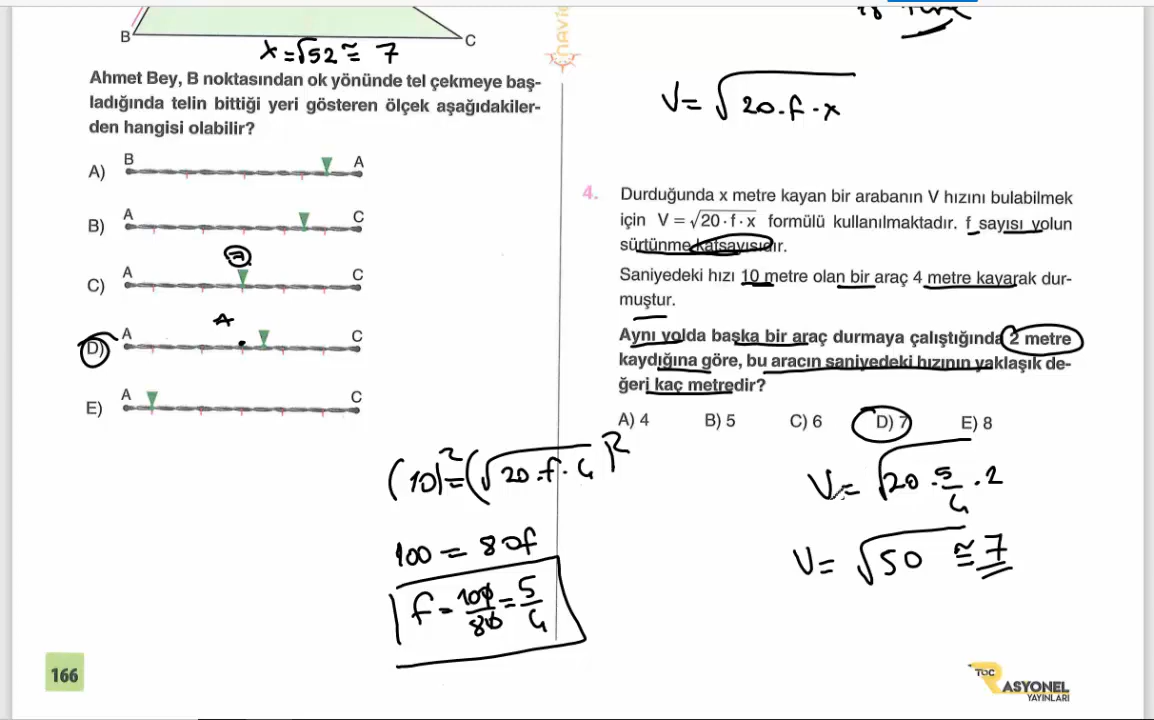 B
C
x = √52 ≅ 7
Ahmet Bey, B noktasından ok yönünde tel çekmeye baş-
ladığında telin bittiği yeri gösteren ölçek aşağıdakiler-
den hangisi olabilir?
A) B A
B) A C
7
C) A C
A
D) A C
E) A C
(10)² = (√20.f.4)²
100 = 80f
f = 100/80 = 5/4
166
NAVİG
V = √20.f.x
4. Durduğunda x metre kayan bir arabanın V hızını bulabilmek
için V = √20 · f · x formülü kullanılmaktadır. f sayısı yolun
sürtünme katsayısıdır.
Saniyedeki hızı 10 metre olan bir araç 4 metre kayarak dur-
muştur.
Aynı yolda başka bir araç durmaya çalıştığında 2 metre
kaydığına göre, bu aracın saniyedeki hızının yaklaşık de-
ğeri kaç metredir?
A) 4 B) 5 C) 6 D) 7 E) 8
V = √20 . 5/4 . 2
V = √50 ≅ 7
RASYONEL
YAYINLARI